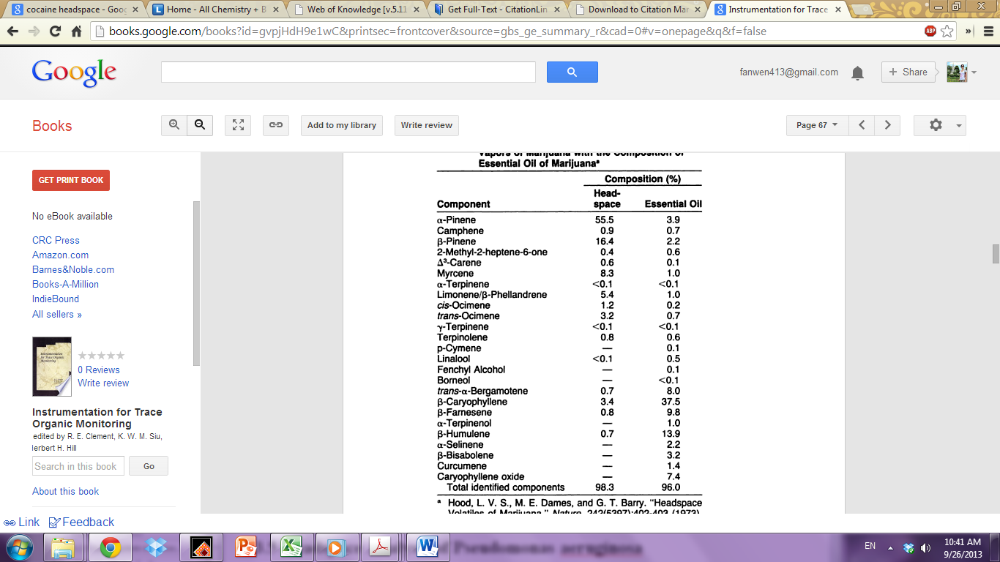 cocaine headspace - Goo
Home - All Chemistry + B
Web of Knowledge [v.5.11
Get Full-Text - CitationLin
Download to Citation Mar
Instrumentation for Trace
books.google.com/books?id=gvpjHdH9e1wC&printsec=frontcover&source=gbs_ge_summary_r&cad=0#v=onepage&q&f=false
ABP
Google
fanwen413@gmail.com
+ Share
Books
Add to my library
Write review
Page 67
GET PRINT BOOK
No eBook available
CRC Press
Amazon.com
Barnes&Noble.com
Books-A-Million
IndieBound
All sellers »
Instrumentation
for Trace Organic
Monitoring
0 Reviews
Write review
Instrumentation for Trace
Organic Monitoring
edited by R. E. Clement, K. W. M. Siu,
lerbert H. Hill
Search in this book
Go
About this book
Link
Feedback
Vapors of Marijuana with the Composition of
Essential Oil of Marijuanaᵃ
Composition (%)
Head-
Component space Essential Oil
α-Pinene 55.5 3.9
Camphene 0.9 0.7
β-Pinene 16.4 2.2
2-Methyl-2-heptene-6-one 0.4 0.6
Δ³-Carene 0.6 0.1
Myrcene 8.3 1.0
α-Terpinene <0.1 <0.1
Limonene/β-Phellandrene 5.4 1.0
cis-Ocimene 1.2 0.2
trans-Ocimene 3.2 0.7
γ-Terpinene <0.1 <0.1
Terpinolene 0.8 0.6
p-Cymene — 0.1
Linalool <0.1 0.5
Fenchyl Alcohol — 0.1
Borneol — <0.1
trans-α-Bergamotene 0.7 8.0
β-Caryophyllene 3.4 37.5
β-Farnesene 0.8 9.8
α-Terpinenol — 1.0
β-Humulene 0.7 13.9
α-Selinene — 2.2
β-Bisabolene — 3.2
Curcumene — 1.4
Caryophyllene oxide — 7.4
Total identified components 98.3 96.0
ᵃ Hood, L. V. S., M. E. Dames, and G. T. Barry. "Headspace
Volatiles of Marijuana," Nature, 242(5397):402-403 (1973).
of Pseudomonas aeruginosa
EN
10:41 AM
9/26/2013